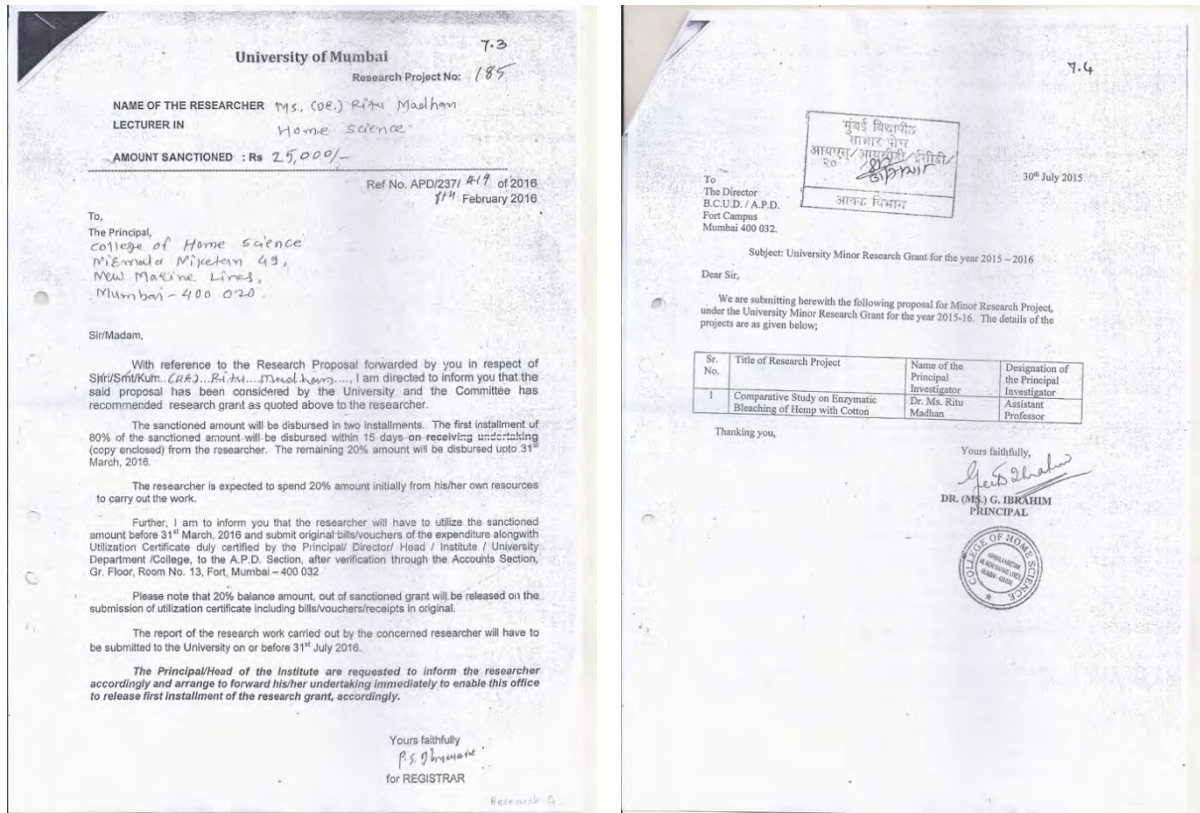 7.3
University of Mumbai
Research Project No: 185
NAME OF THE RESEARCHER Ms. (DR.) Ritu Madhan
LECTURER IN Home Science
AMOUNT SANCTIONED : Rs 25,000/-
Ref No. APD/237/ 419 of 2016
February 2016
To,
The Principal,
College of Home Science
Nirmala Niketan 49,
New Marine Lines,
Mumbai - 400 020.
Sir/Madam,
With reference to the Research Proposal forwarded by you in respect of
Shri/Smt/Kum. (DR.) Ritu Madhan, I am directed to inform you that the
said proposal has been considered by the University and the Committee has
recommended research grant as quoted above to the researcher.
The sanctioned amount will be disbursed in two installments. The first installment of
80% of the sanctioned amount will be disbursed within 15 days on receiving undertaking
(copy enclosed) from the researcher. The remaining 20% amount will be disbursed upto 31st
March, 2016.
The researcher is expected to spend 20% amount initially from his/her own resources
to carry out the work.
Further, I am to inform you that the researcher will have to utilize the sanctioned
amount before 31st March, 2016 and submit original bills/vouchers of the expenditure alongwith
Utilization Certificate duly certified by the Principal/ Director/ Head / Institute / University
Department /College, to the A.P.D. Section, after verification through the Accounts Section,
Gr. Floor, Room No. 13, Fort, Mumbai – 400 032
Please note that 20% balance amount, out of sanctioned grant will be released on the
submission of utilization certificate including bills/vouchers/receipts in original.
The report of the research work carried out by the concerned researcher will have to
be submitted to the University on or before 31st July 2016.
The Principal/Head of the Institute are requested to inform the researcher
accordingly and arrange to forward his/her undertaking immediately to enable this office
to release first installment of the research grant, accordingly.
Yours faithfully
for REGISTRAR
Research G.
7.4
मुंबई विद्यापीठ
साभार पोच
आयएस/आयसीडी/ईसीडी/
२०
आवक विभाग
30th July 2015
To
The Director
B.C.U.D. / A.P.D.
Fort Campus
Mumbai 400 032.
Subject: University Minor Research Grant for the year 2015 – 2016
Dear Sir,
We are submitting herewith the following proposal for Minor Research Project,
under the University Minor Research Grant for the year 2015-16. The details of the
projects are as given below;
Sr. No. Title of Research Project Name of the Principal Investigator Designation of the Principal Investigator
1 Comparative Study on Enzymatic Bleaching of Hemp with Cotton Dr. Ms. Ritu Madhan Assistant Professor
Thanking you,
Yours faithfully,
DR. (MS.) G. IBRAHIM
PRINCIPAL
COLLEGE OF HOME SCIENCE